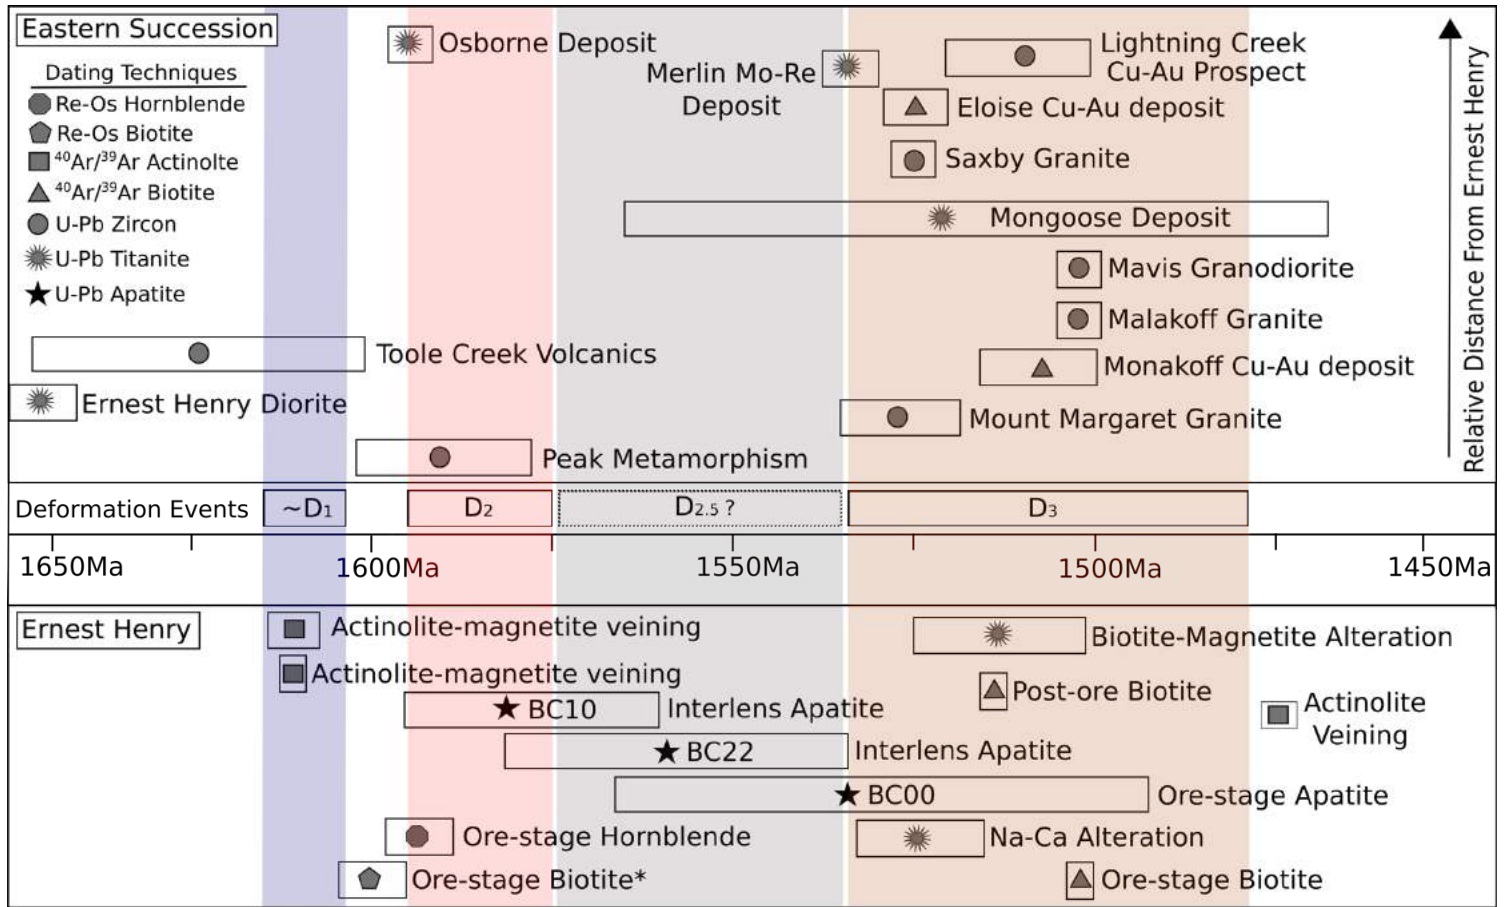 Eastern Succession
Dating Techniques
Re-Os Hornblende
Re-Os Biotite
⁴⁰Ar/³⁹Ar Actinolte
⁴⁰Ar/³⁹Ar Biotite
U-Pb Zircon
U-Pb Titanite
U-Pb Apatite
Osborne Deposit
Merlin Mo-Re
Deposit
Lightning Creek
Cu-Au Prospect
Eloise Cu-Au deposit
Saxby Granite
Mongoose Deposit
Mavis Granodiorite
Malakoff Granite
Toole Creek Volcanics
Monakoff Cu-Au deposit
Ernest Henry Diorite
Mount Margaret Granite
Peak Metamorphism
Relative Distance From Ernest Henry
Deformation Events
~D₁
D₂
D₂.₅ ?
D₃
1650Ma
1600Ma
1550Ma
1500Ma
1450Ma
Ernest Henry
Actinolite-magnetite veining
Biotite-Magnetite Alteration
Actinolite-magnetite veining
Post-ore Biotite
Actinolite
Veining
BC10
Interlens Apatite
BC22
Interlens Apatite
BC00
Ore-stage Apatite
Ore-stage Hornblende
Na-Ca Alteration
Ore-stage Biotite*
Ore-stage Biotite